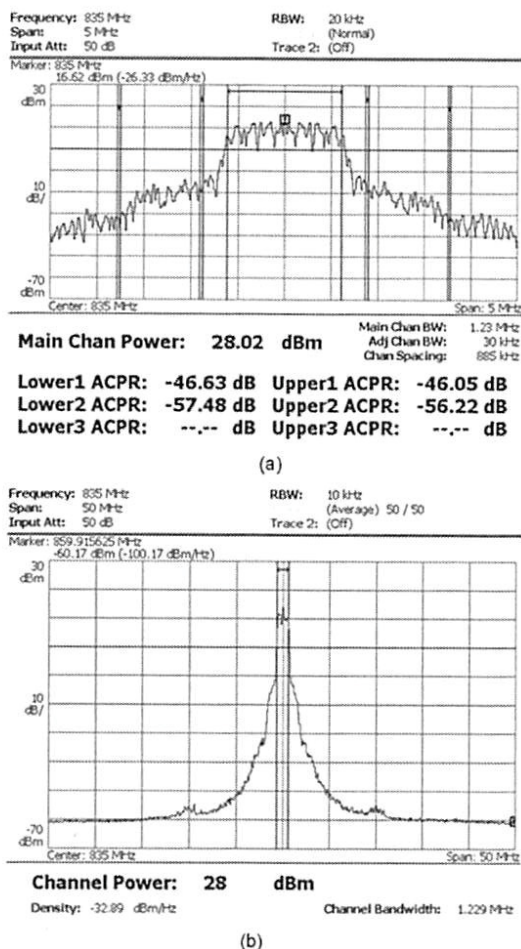 Frequency: 835 MHz RBW: 20 kHz
Span: 5 MHz (Normal)
Input Att: 50 dB Trace 2: (Off)
Marker: 835 MHz
16.62 dBm (-26.33 dBm/Hz)
30
dBm
1
10
dB/
-70
dBm
Center: 835 MHz Span: 5 MHz
Main Chan Power: 28.02 dBm
Main Chan BW: 1.23 MHz
Adj Chan BW: 30 kHz
Chan Spacing: 885 kHz
Lower1 ACPR: -46.63 dB Upper1 ACPR: -46.05 dB
Lower2 ACPR: -57.48 dB Upper2 ACPR: -56.22 dB
Lower3 ACPR: --.-- dB Upper3 ACPR: --.-- dB
(a)
Frequency: 835 MHz RBW: 10 kHz
Span: 50 MHz (Average) 50 / 50
Input Att: 50 dB Trace 2: (Off)
Marker: 859.915625 MHz
-60.17 dBm (-100.17 dBm/Hz)
30
dBm
10
dB/
-70
dBm
Center: 835 MHz Span: 50 MHz
Channel Power: 28 dBm
Density: -32.89 dBm/Hz Channel Bandwidth: 1.229 MHz
(b)